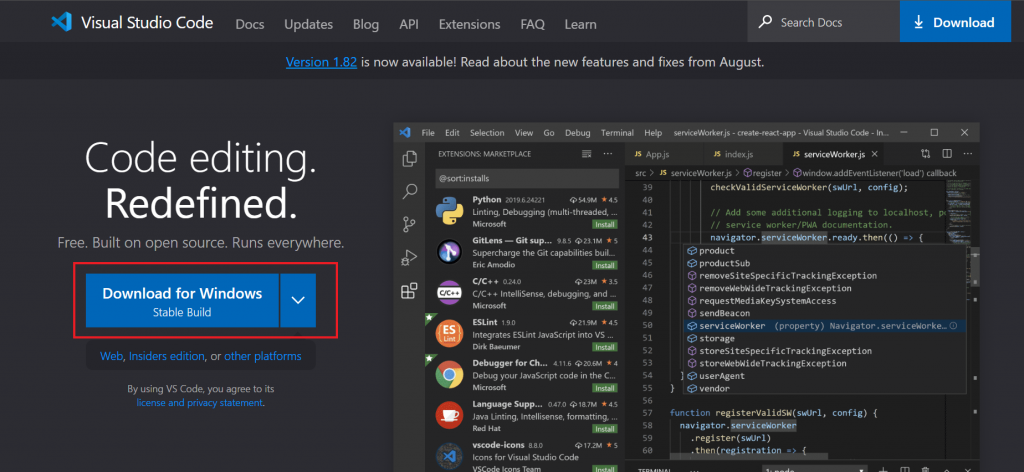 Visual Studio Code Docs Updates Blog API Extensions FAQ Learn Search Docs Download
Version 1.82 is now available! Read about the new features and fixes from August.
Code editing.
Redefined.
Free. Built on open source. Runs everywhere.
Download for Windows
Stable Build
Web, Insiders edition, or other platforms
By using VS Code, you agree to its
license and privacy statement.
File Edit Selection View Go Debug Terminal Help serviceWorker.js - create-react-app - Visual Studio Code - In...
EXTENSIONS: MARKETPLACE ...
@sort:installs
Python 2019.6.24221 54.9M ★ 4.5
Linting, Debugging (multi-threaded, ...
Microsoft Install
GitLens — Git sup... 9.8.5 23.1M ★ 5
Supercharge the Git capabilities buil...
Eric Amodio Install
C/C++ 0.24.0 23M ★ 3.5
C/C++ IntelliSense, debugging, and ...
Microsoft Install
ESLint 1.9.0 21.9M ★ 4.5
Integrates ESLint JavaScript into VS ...
Dirk Baeumer Install
Debugger for Ch... 4.11.6 20.6M ★ 4
Debug your JavaScript code in the C...
Microsoft Install
Language Supp... 0.47.0 18.7M ★ 4.5
Java Linting, Intellisense, formatting, ...
Red Hat Install
vscode-icons 8.8.0 17.2M ★ 5
Icons for Visual Studio Code
VSCode Icons Team Install
JS App.js JS index.js JS serviceWorker.js ...
src > JS serviceWorker.js > register > window.addEventListener('load') callback
39 checkValidServiceWorker(swUrl, config);
40
41 // Add some additional logging to localhost, p
42 // service worker/PWA documentation.
43 navigator.serviceWorker.ready.then(() => {
44 product
45 productSub
46 removeSiteSpecificTrackingException
47 removeWebWideTrackingException
48 requestMediaKeySystemAccess
49 sendBeacon
50 serviceWorker (property) Navigator.serviceWorke...
51 storage
52 storeSiteSpecificTrackingException
53 storeWebWideTrackingException
54 } userAgent
55 } vendor
56
57 function registerValidSW(swUrl, config) {
58 navigator.serviceWorker
59 .register(swUrl)
60 .then(registration => {
TERMINAL ... 1: node